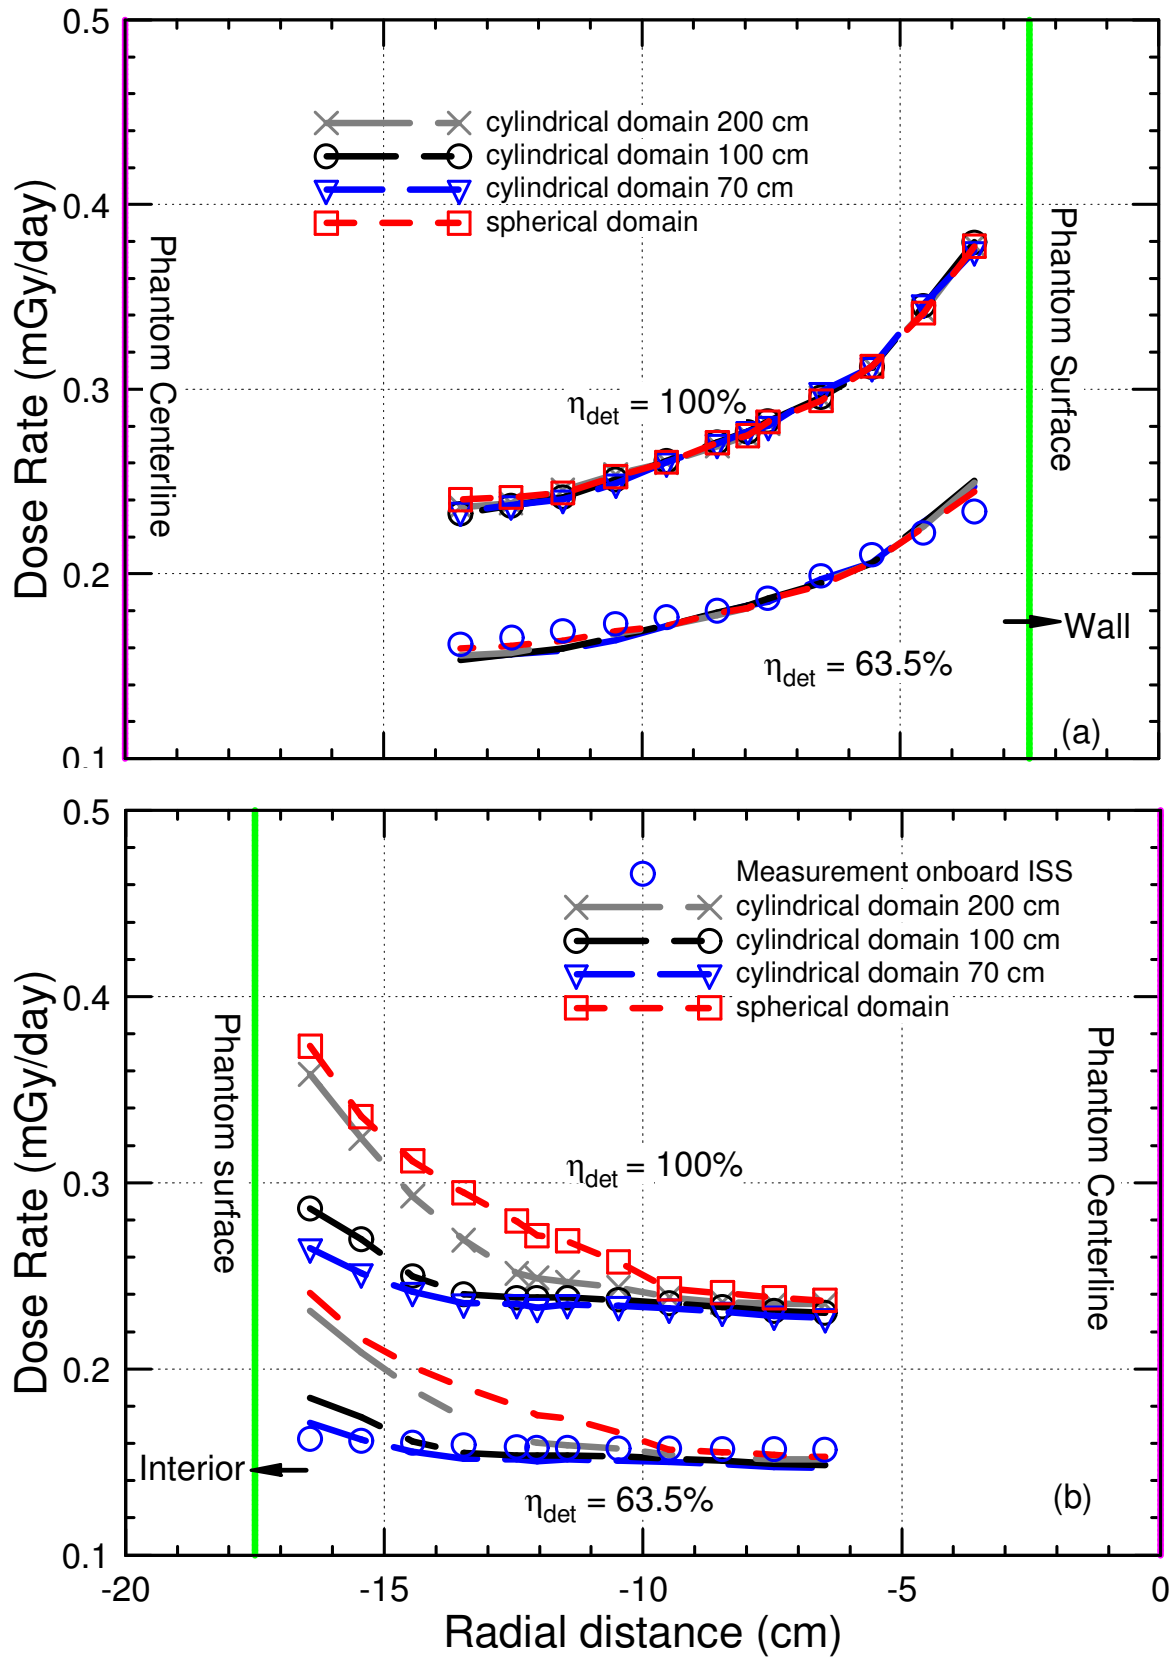 0.5
cylindrical domain 200 cm
cylindrical domain 100 cm
cylindrical domain 70 cm
spherical domain
0.4
0.3
0.2
0.1
Dose Rate (mGy/day)
Phantom Centerline
Phantom Surface
ηdet = 100%
Wall
ηdet = 63.5%
(a)
0.5
Measurement onboard ISS
cylindrical domain 200 cm
cylindrical domain 100 cm
cylindrical domain 70 cm
spherical domain
0.4
0.3
0.2
0.1
Dose Rate (mGy/day)
Phantom surface
Phantom Centerline
ηdet = 100%
Interior
ηdet = 63.5%
(b)
-20 -15 -10 -5 0
Radial distance (cm)